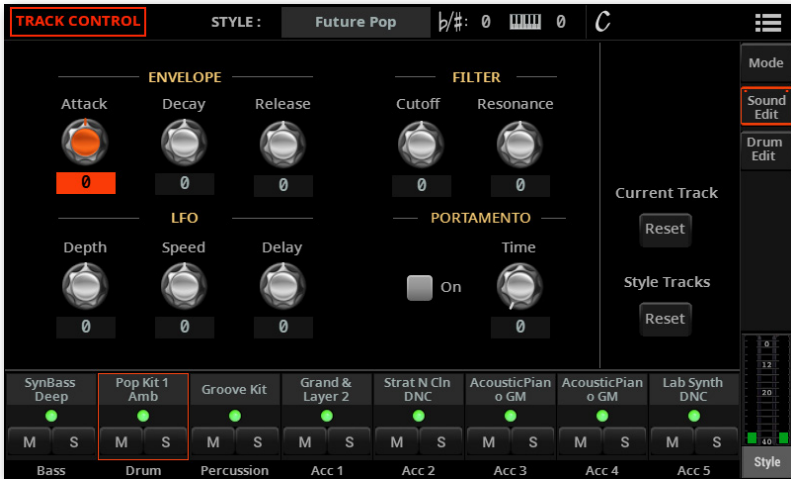 TRACK CONTROL STYLE : Future Pop b/#: 0 0 C
ENVELOPE FILTER
Attack Decay Release Cutoff Resonance
0 0 0 0 0
LFO PORTAMENTO
Depth Speed Delay Time
On
0 0 0 0
Current Track
Reset
Style Tracks
Reset
Mode
Sound
Edit
Drum
Edit
0
12
20
40
Style
SynBass
Deep
Pop Kit 1
Amb
Groove Kit
Grand &
Layer 2
Strat N Cln
DNC
AcousticPian
o GM
AcousticPian
o GM
Lab Synth
DNC
M S M S M S M S M S M S M S M S
Bass Drum Percussion Acc 1 Acc 2 Acc 3 Acc 4 Acc 5